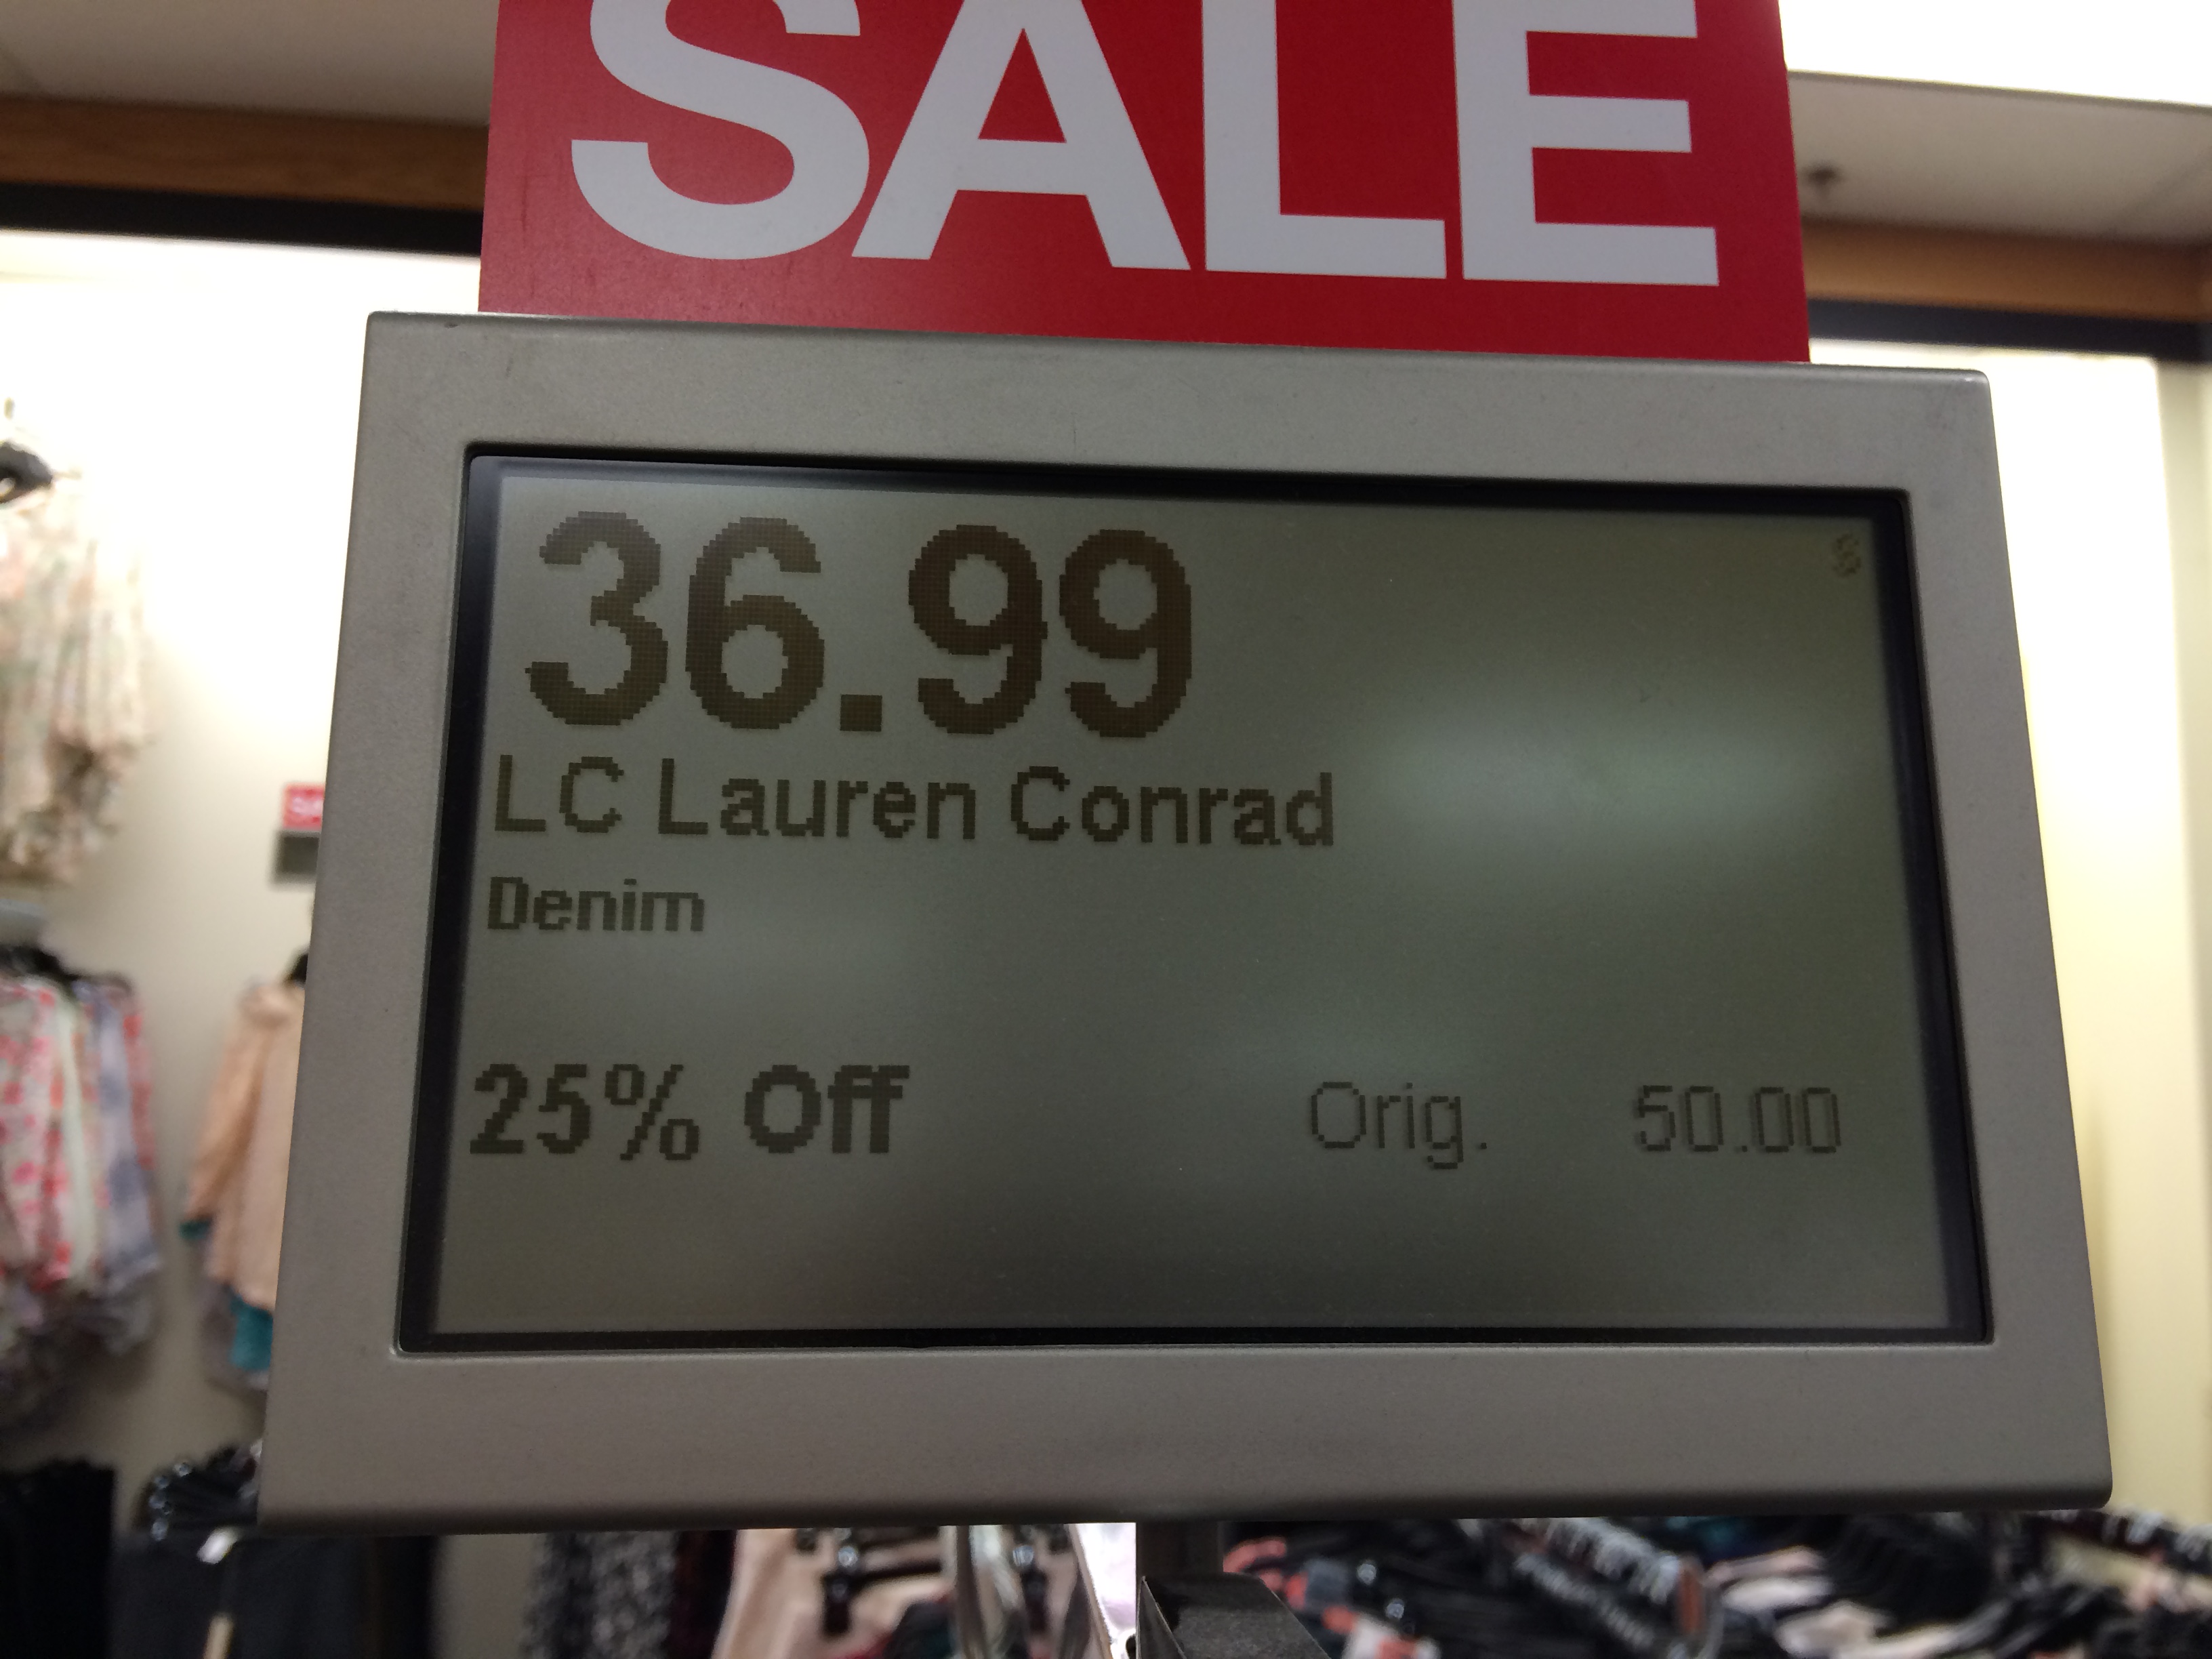 SALE
36.99
LC Lauren Conrad
Denim
25% Off Orig. 50.00